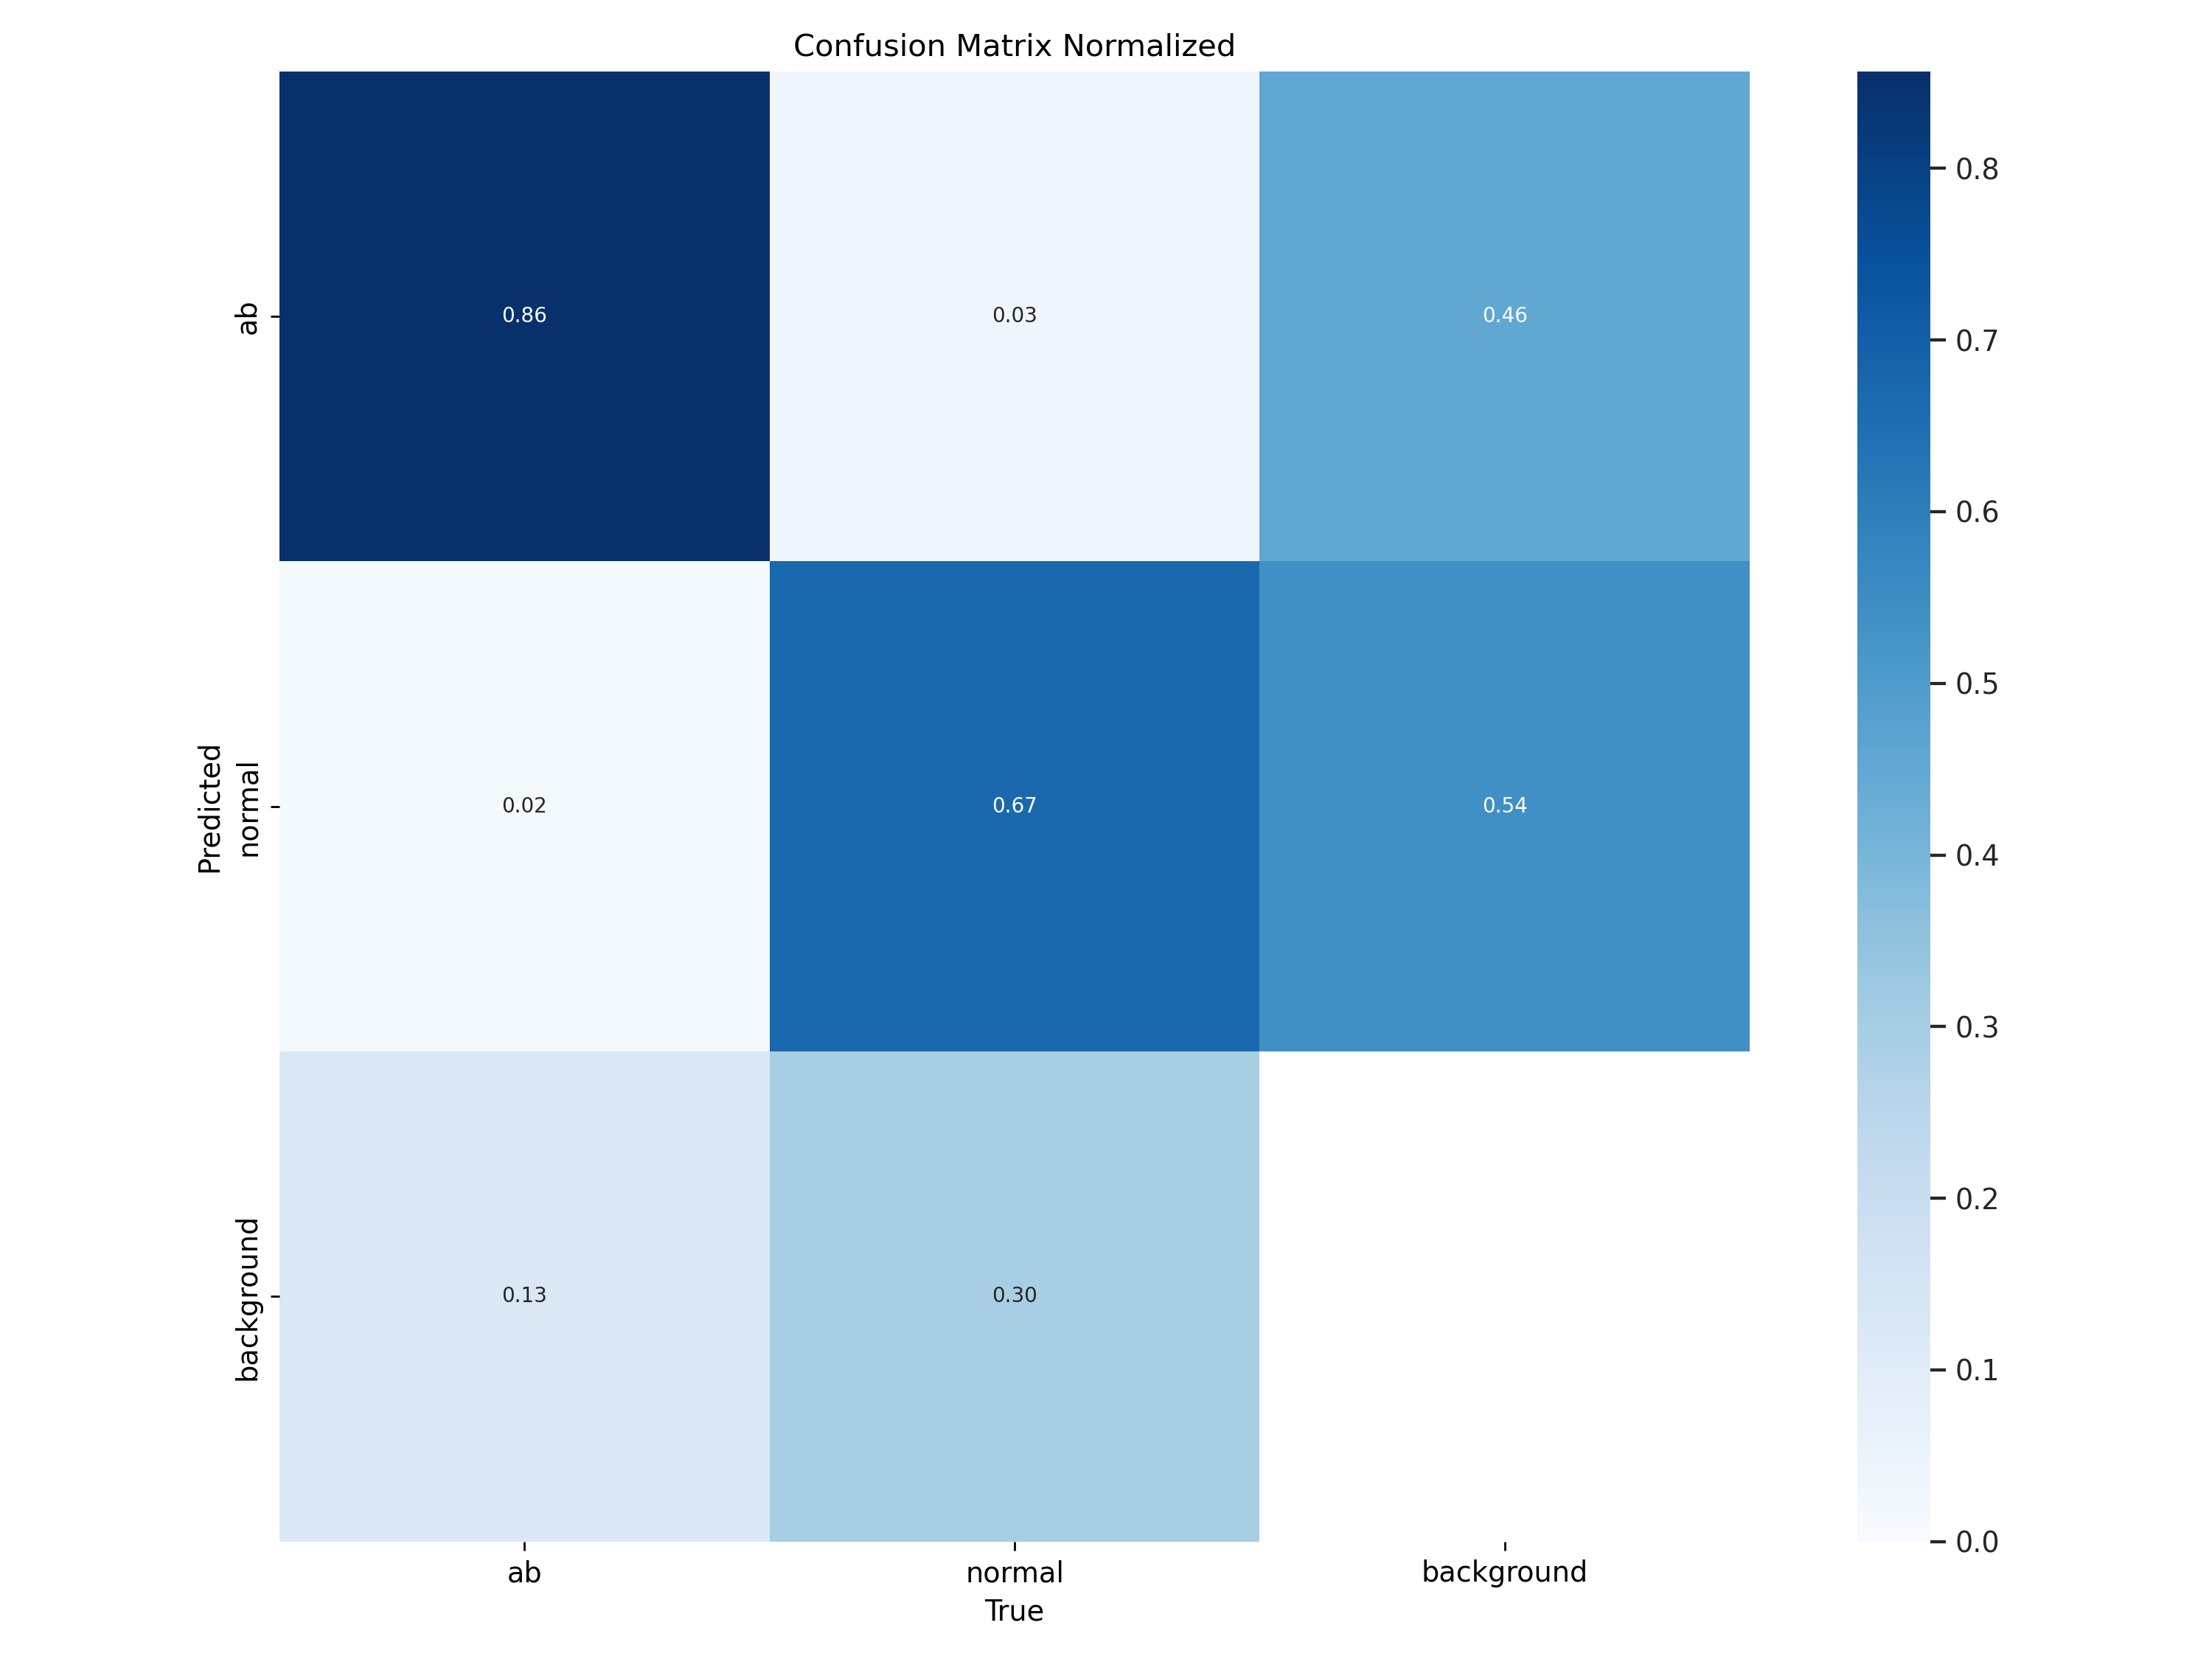 Confusion Matrix Normalized
ab
0.86
0.03
0.46
0.8
0.7
0.6
Predicted
normal
0.02
0.67
0.54
0.5
0.4
0.3
background
0.13
0.30
0.2
0.1
0.0
ab
normal
background
True